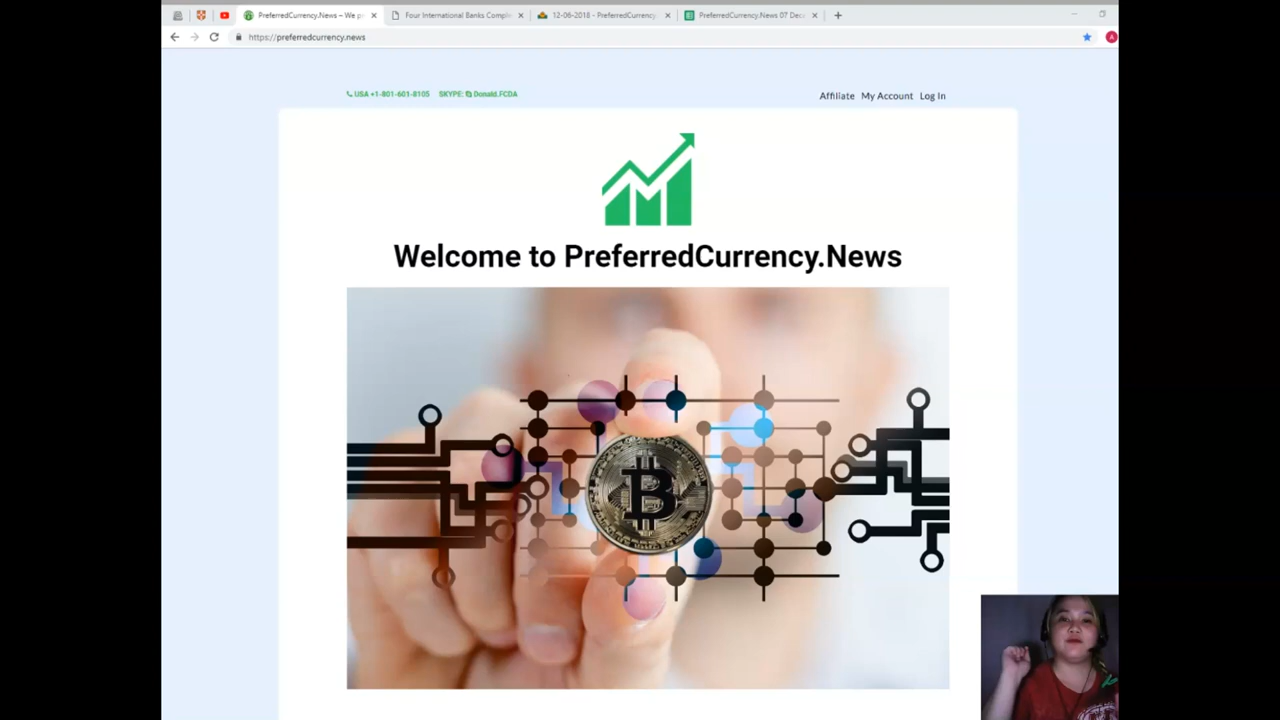 PreferredCurrency.News – We pr
Four International Banks Comple
12-06-2018 - PreferredCurrency
PreferredCurrency.News 07 Dec
https://preferredcurrency.news
A
USA +1-801-601-8105 SKYPE: Donald.FCDA
Affiliate My Account Log In
Welcome to PreferredCurrency.News
B